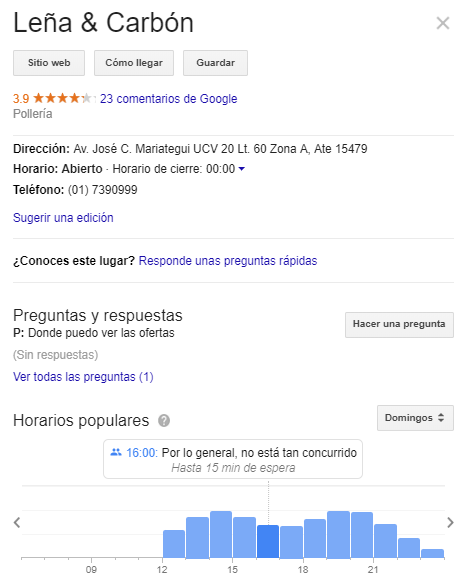 Leña & Carbón
Sitio web
Cómo llegar
Guardar
3.9 23 comentarios de Google
Pollería
Dirección: Av. José C. Mariategui UCV 20 Lt. 60 Zona A, Ate 15479
Horario: Abierto · Horario de cierre: 00:00
Teléfono: (01) 7390999
Sugerir una edición
¿Conoces este lugar? Responde unas preguntas rápidas
Preguntas y respuestas
Hacer una pregunta
P: Donde puedo ver las ofertas
(Sin respuestas)
Ver todas las preguntas (1)
Horarios populares ?
Domingos
16:00: Por lo general, no está tan concurrido
Hasta 15 min de espera
09 12 15 18 21